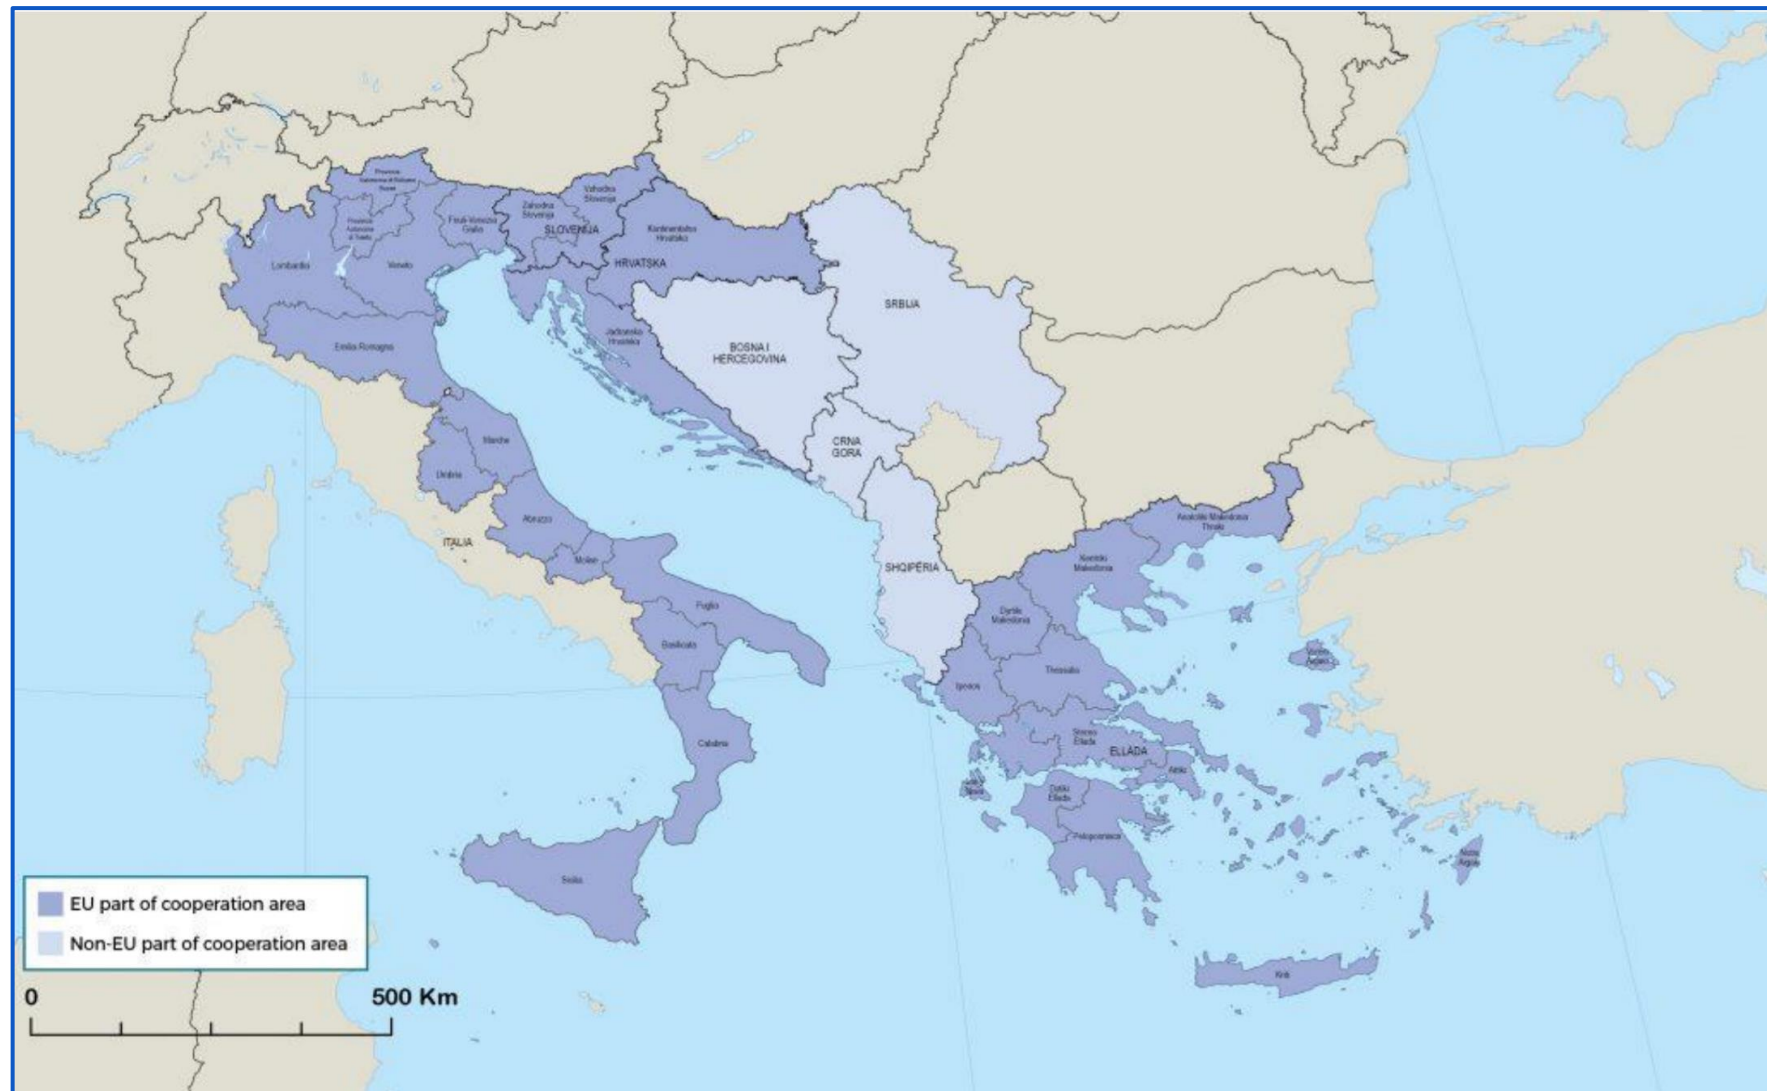 Provincia
Autonoma di Bolzano
Vzhodna
Slovenija
Zahodna
Slovenija
Friuli-Venezia
Giulia
Provincia
Autonoma
di Trento
SLOVENIJA
Kontinentalna
Hrvatska
Lombardia
Veneto
HRVATSKA
SRBIJA
Jadranska
Hrvatska
Emilia Romagna
BOSNA I
HERCEGOVINA
Marche
CRNA
GORA
Umbria
Abruzzo
Anatoliki Makedonia
Thraki
ITALIA
Molise
Kentriki
Makedonia
SHQIPËRIA
Puglia
Dytiki
Makedonia
Basilicata
Voreio
Aigaio
Thessalia
Ipeiros
Calabria
Sterea
Ellada
ELLÁDA
Attiki
Dytiki
Ellada
Peloponnisos
Notio
Aigaio
Sicilia
Kriti
EU part of cooperation area
Non-EU part of cooperation area
0
500 Km